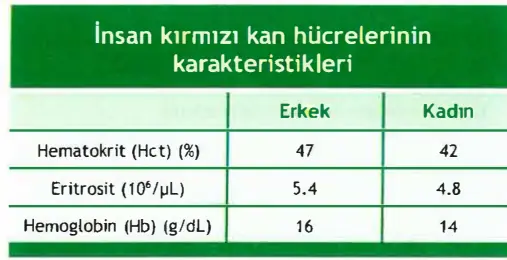 İnsan kırmızı kan hücrelerinin
karakteristikleri
Erkek Kadın
Hematokrit (Hct) (%) 47 42
Eritrosit (10⁶/µL) 5.4 4.8
Hemoglobin (Hb) (g/dL) 16 14